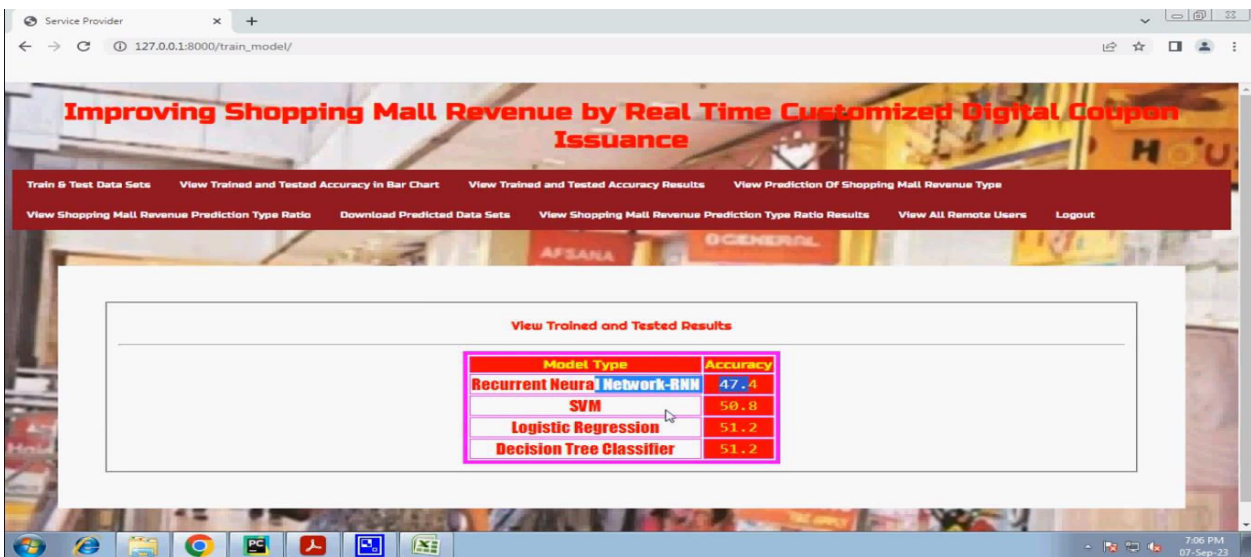 Service Provider
127.0.0.1:8000/train_model/
Improving Shopping Mall Revenue by Real Time Customized Digital Coupon
Issuance
HOU
Train & Test Data Sets View Trained and Tested Accuracy in Bar Chart View Trained and Tested Accuracy Results View Prediction Of Shopping Mall Revenue Type
View Shopping Mall Revenue Prediction Type Ratio Download Predicted Data Sets View Shopping Mall Revenue Prediction Type Ratio Results View All Remote Users Logout
AFSANA OGENERAL
View Trained and Tested Results
Model Type Accuracy
Recurrent Neural Network-RNN 47.4
SVM 50.8
Logistic Regression 51.2
Decision Tree Classifier 51.2
PC
7:06 PM
07-Sep-23